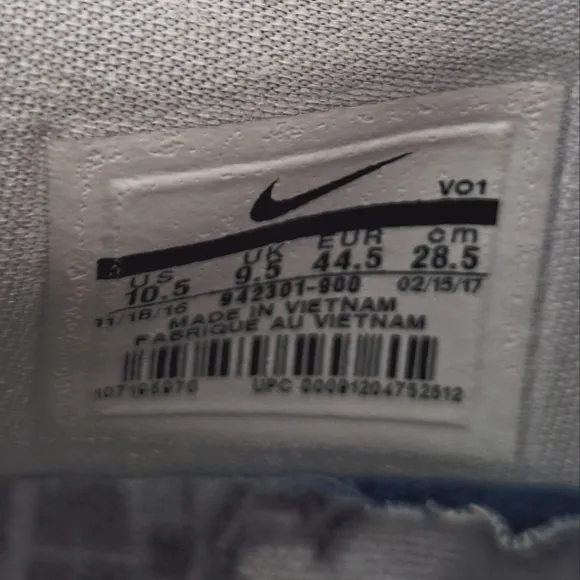 VO1
US UK EUR cm
10.5 9.5 44.5 28.5
11/18/16 942301-900 02/15/17
MADE IN VIETNAM
FABRIQUE AU VIETNAM
UPC 00091204752512